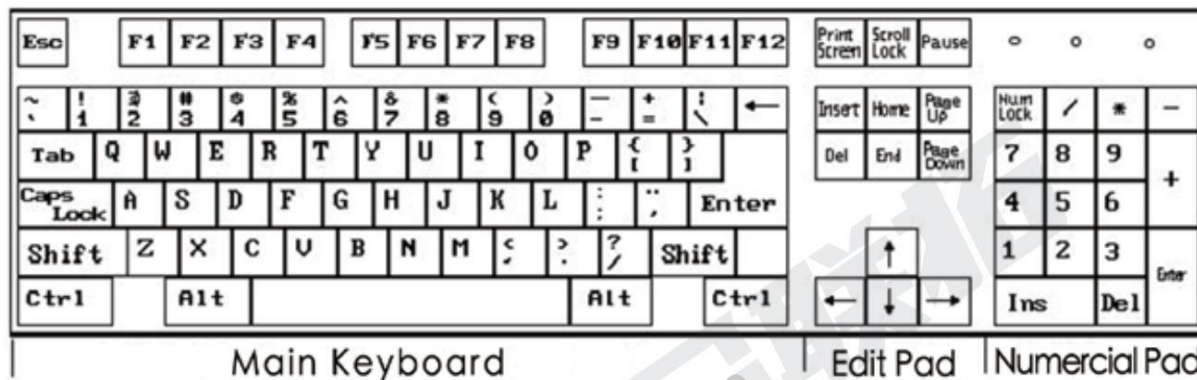 Esc F1 F2 F3 F4 F5 F6 F7 F8 F9 F10 F11 F12 Print Screen Scroll Lock Pause
~ ` ! 1 @ 2 # 3 $ 4 % 5 ^ 6 & 7 * 8 ( 9 ) 0 — - + = ¦ \ ← Insert Home Page Up Num Lock / * -
Tab Q W E R T Y U I O P { [ } ] Del End Page Down 7 8 9 +
Caps Lock A S D F G H J K L : ; " , Enter 4 5 6
Shift Z X C V B N M < , > . ? / Shift ↑ 1 2 3 Enter
Ctrl Alt Alt Ctrl ← ↓ → Ins Del
Main Keyboard Edit Pad Numercial Pad